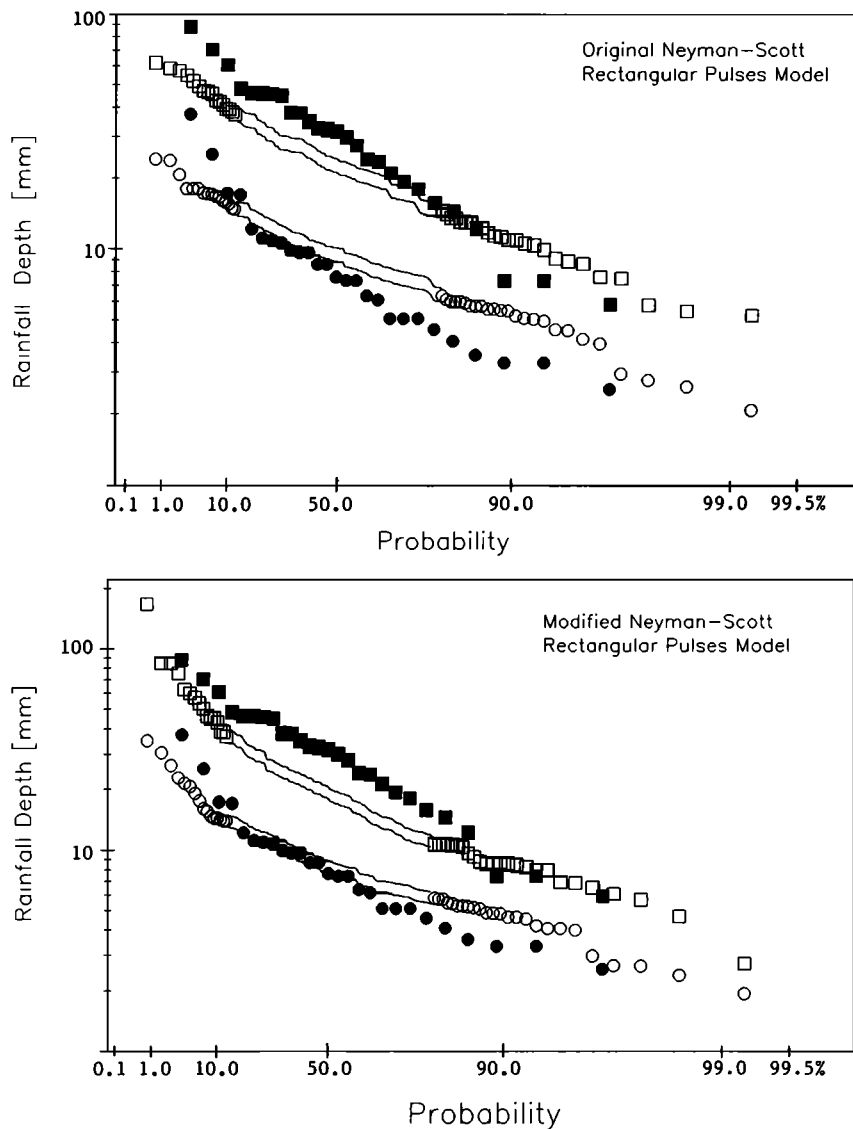 100
10
Rainfall Depth [mm]
Original Neyman-Scott
Rectangular Pulses Model
0.1 1.0 10.0 50.0 90.0 99.0 99.5%
Probability
100
10
Rainfall Depth [mm]
Modified Neyman-Scott
Rectangular Pulses Model
0.1 1.0 10.0 50.0 90.0 99.0 99.5%
Probability